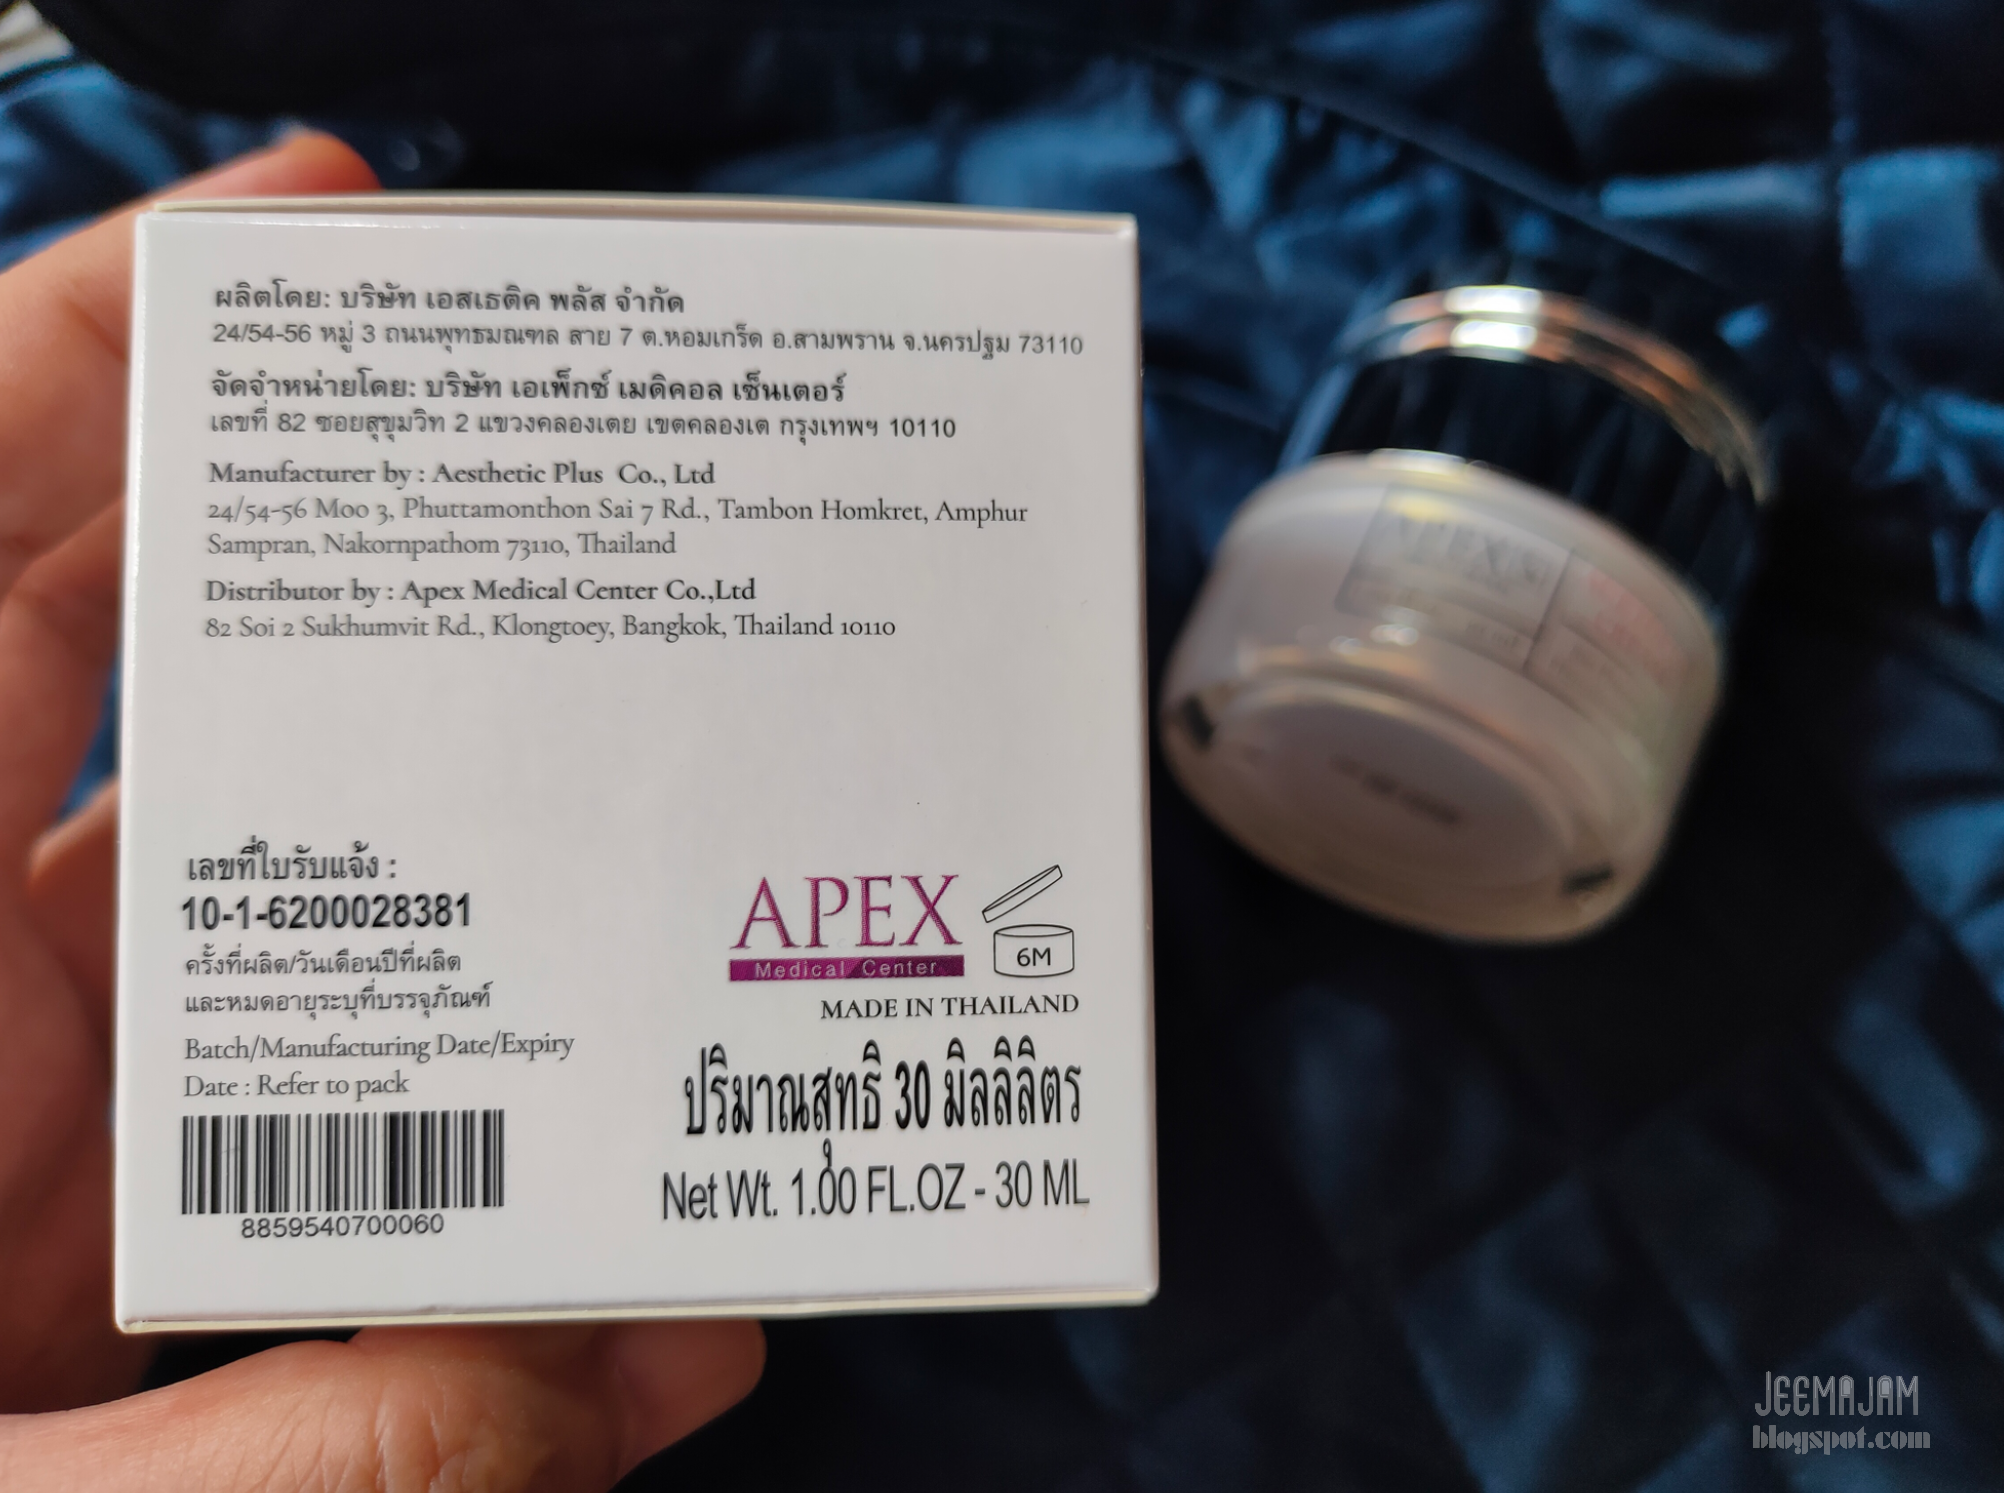 ผลิตโดย: บริษัท เอสเธติค พลัส จำกัด
24/54-56 หมู่ 3 ถนนพุทธมณฑล สาย 7 ต.หอมเกร็ด อ.สามพราน จ.นครปฐม 73110
จัดจำหน่ายโดย: บริษัท เอเพ็กซ์ เมดิคอล เซ็นเตอร์
เลขที่ 82 ซอยสุขุมวิท 2 แขวงคลองเตย เขตคลองเต กรุงเทพฯ 10110
Manufacturer by : Aesthetic Plus Co., Ltd
24/54-56 Moo 3, Phuttamonthon Sai 7 Rd., Tambon Homkret, Amphur
Sampran, Nakornpathom 73110, Thailand
Distributor by : Apex Medical Center Co.,Ltd
82 Soi 2 Sukhumvit Rd., Klongtoey, Bangkok, Thailand 10110
เลขที่ใบรับแจ้ง :
10-1-6200028381
ครั้งที่ผลิต/วันเดือนปีที่ผลิต
และหมดอายุระบุที่บรรจุภัณฑ์
Batch/Manufacturing Date/Expiry
Date : Refer to pack
8859540700060
APEX
Medical Center
6M
MADE IN THAILAND
ปริมาณสุทธิ 30 มิลลิลิตร
Net Wt. 1.00 FL.OZ - 30 ML
APEX
JEEMAJAM
blogspot.com